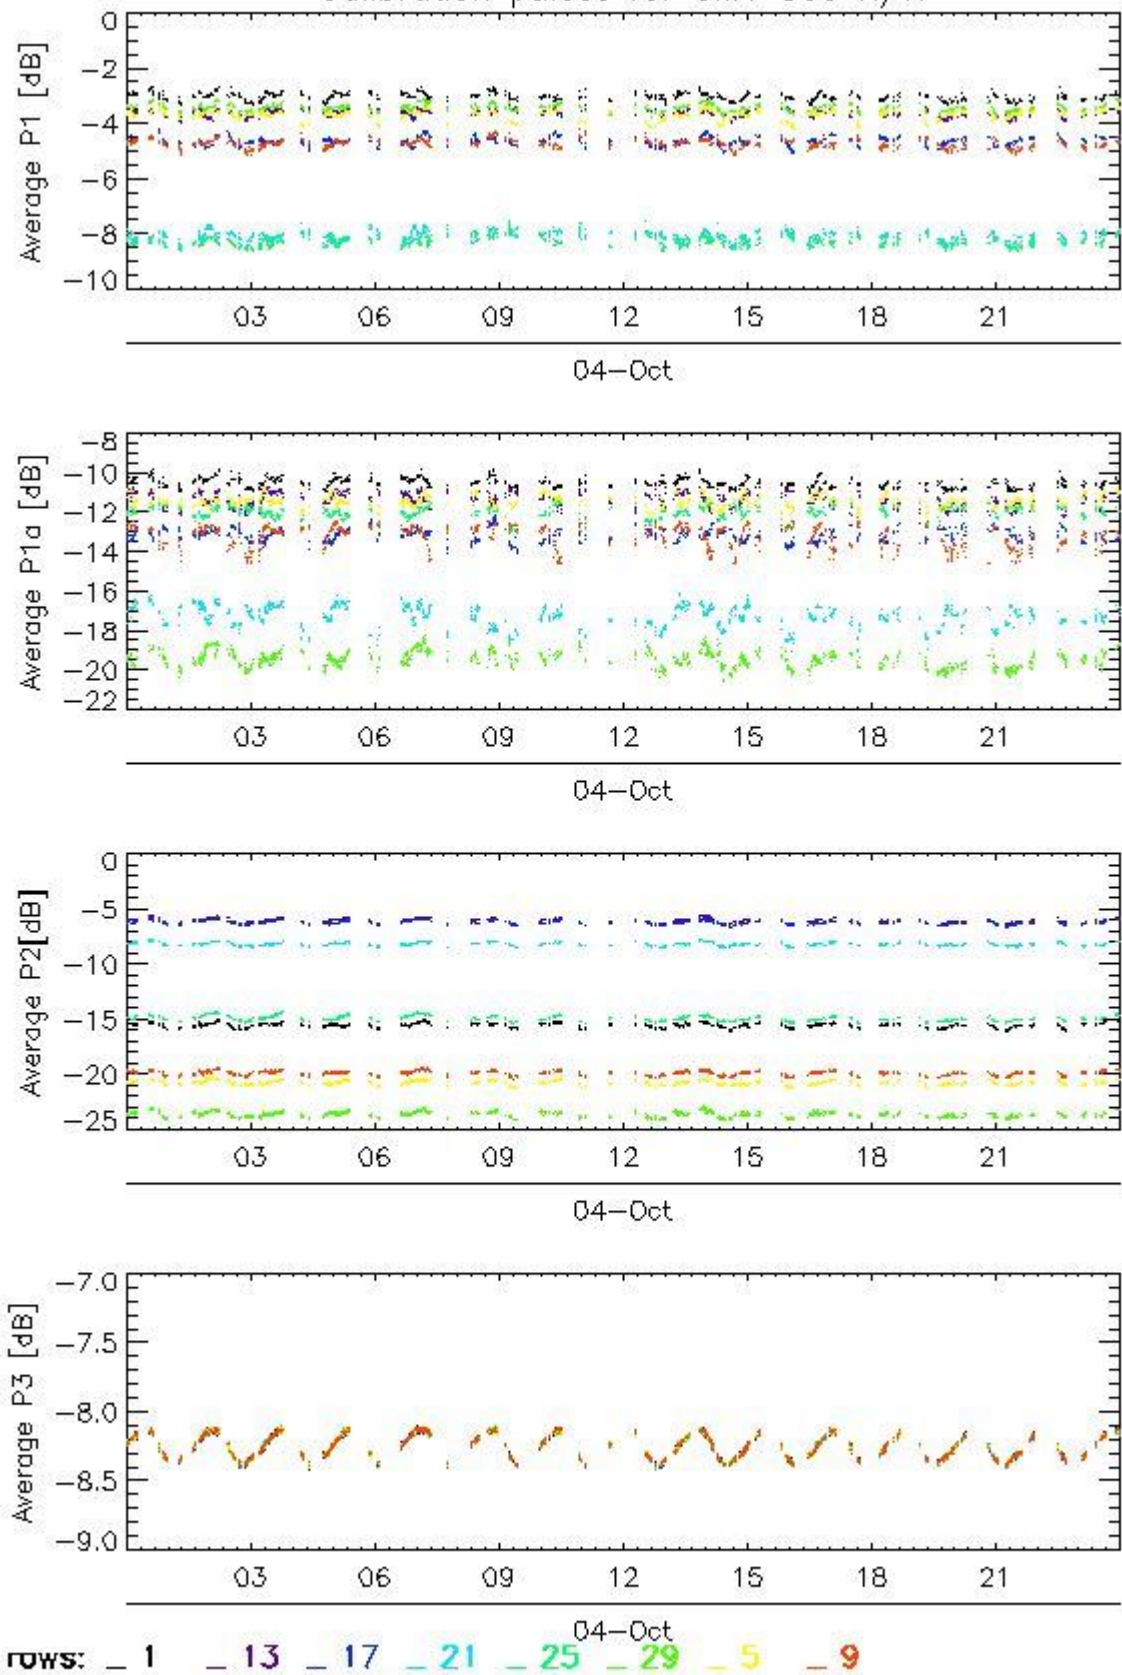 Average P1 [dB]
0
−2
−4
−6
−8
−10
03 06 09 12 15 18 21
04−Oct
Average P1a [dB]
−8
−10
−12
−14
−16
−18
−20
−22
03 06 09 12 15 18 21
04−Oct
Average P2[dB]
0
−5
−10
−15
−20
−25
03 06 09 12 15 18 21
04−Oct
Average P3 [dB]
−7.0
−7.5
−8.0
−8.5
−9.0
03 06 09 12 15 18 21
04−Oct
rows: _ 1 _ 13 _ 17 _ 21 _ 25 _ 29 _ 5 _ 9